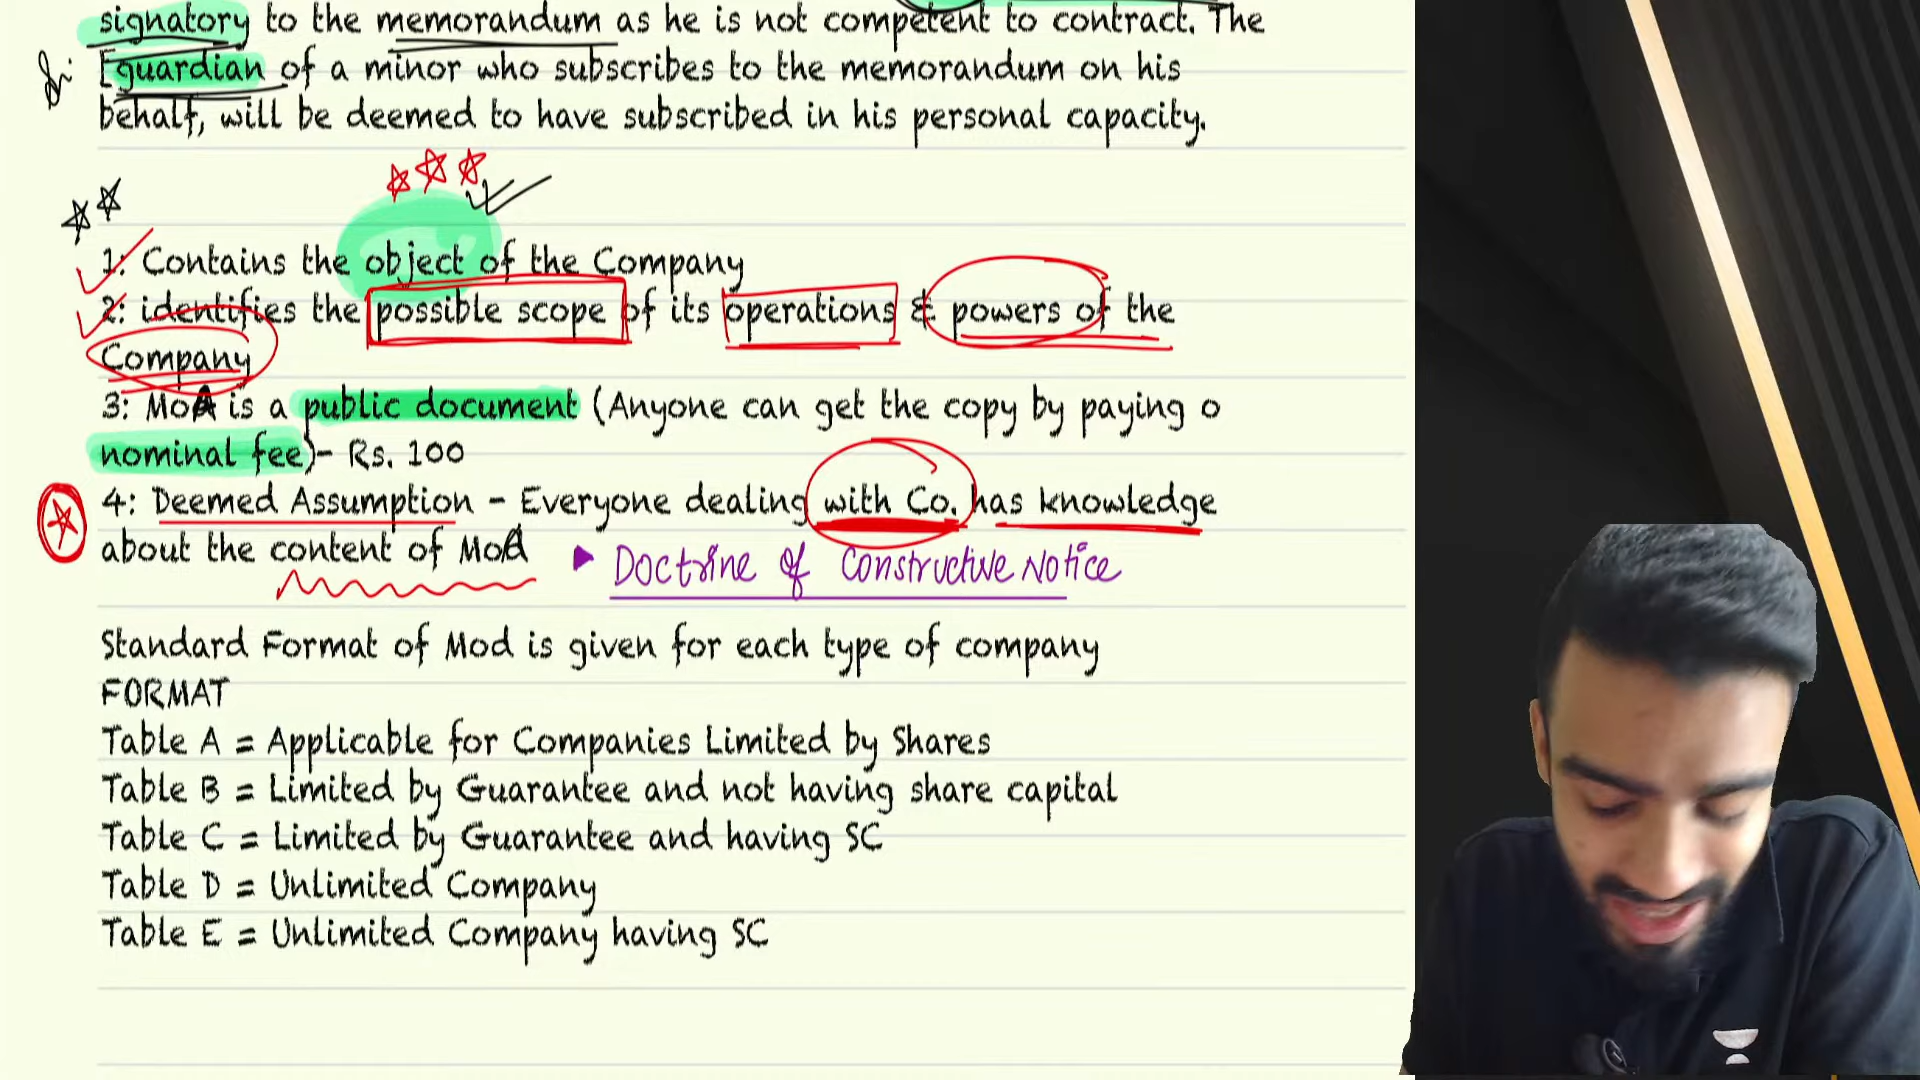 signatory to the memorandum as he is not competent to contract. The
guardian of a minor who subscribes to the memorandum on his
behalf, will be deemed to have subscribed in his personal capacity.
1: Contains the object of the Company
2: identifies the possible scope of its operations & powers of the
Company
3: MoA is a public document (Anyone can get the copy by paying o
nominal fee)- Rs. 100
4: Deemed Assumption - Everyone dealing with Co. has knowledge
about the content of MoA
Doctrine of Constructive Notice
Standard Format of Mod is given for each type of company
FORMAT
Table A = Applicable for Companies Limited by Shares
Table B = Limited by Guarantee and not having share capital
Table C = Limited by Guarantee and having SC
Table D = Unlimited Company
Table E = Unlimited Company having SC